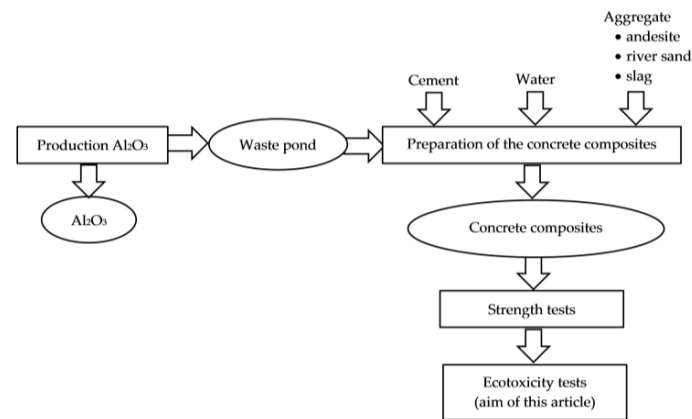 Aggregate
• andesite
• river sand
• slag
Cement
Water
Production Al₂O₃
Waste pond
Preparation of the concrete composites
Al₂O₃
Concrete composites
Strength tests
Ecotoxicity tests
(aim of this article)